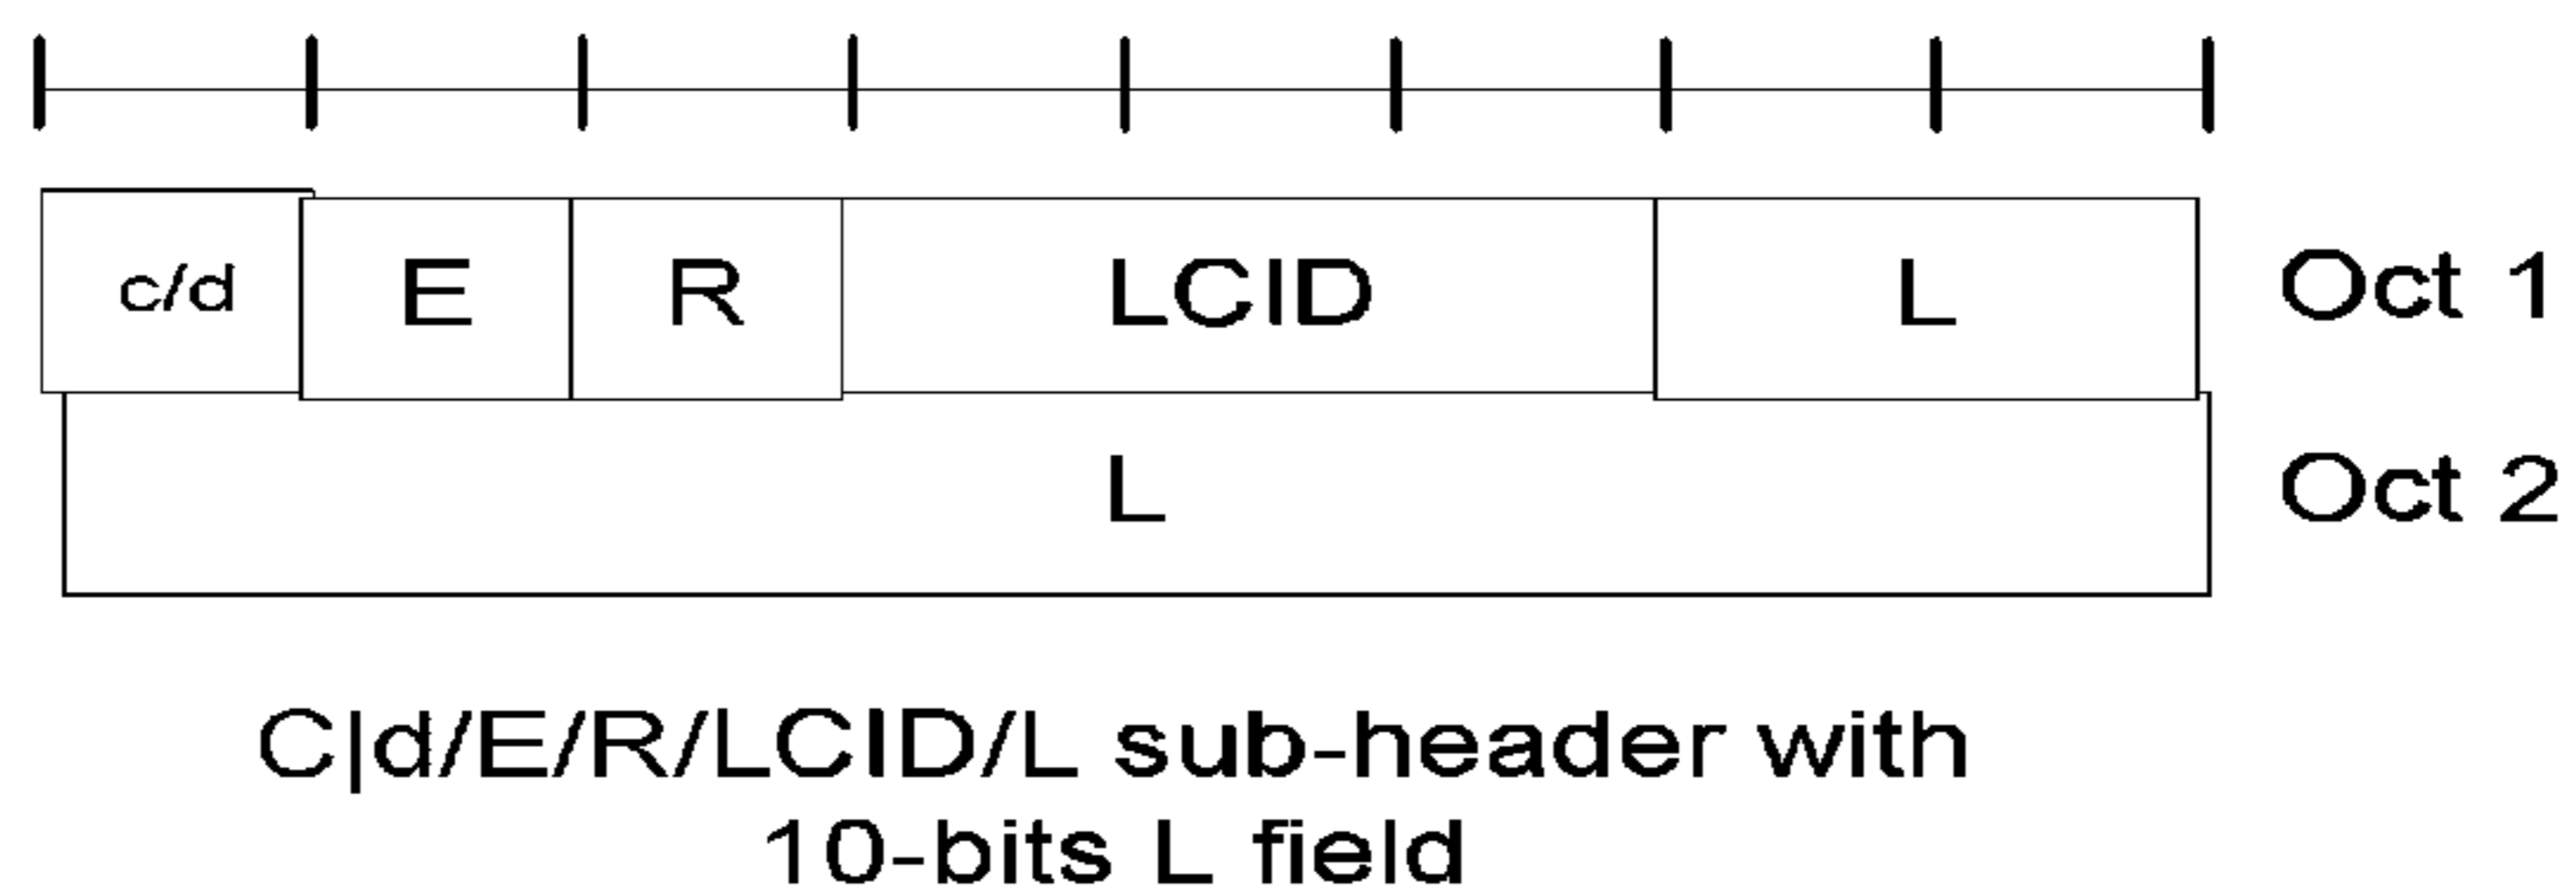 c/d E R LCID L Oct 1
L Oct 2
C|d/E/R/LCID/L sub-header with
10-bits L field